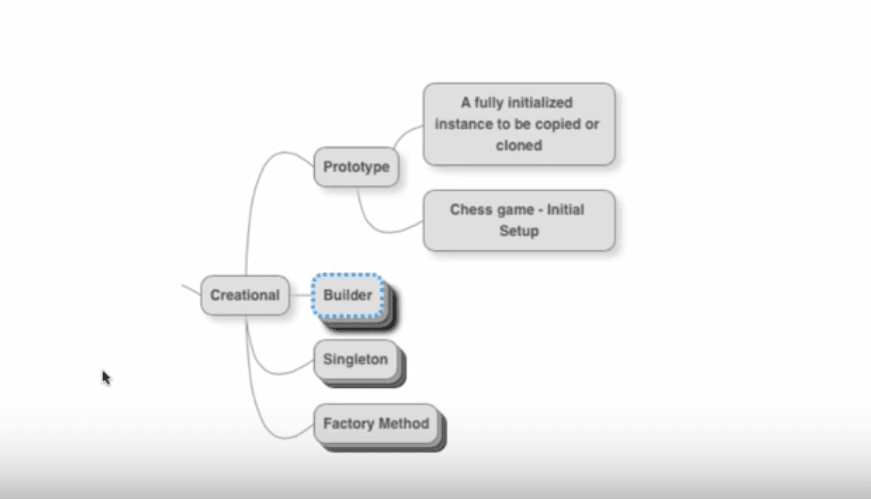 A fully initialized
instance to be copied or
cloned
Prototype
Chess game - Initial
Setup
Creational
Builder
Singleton
Factory Method